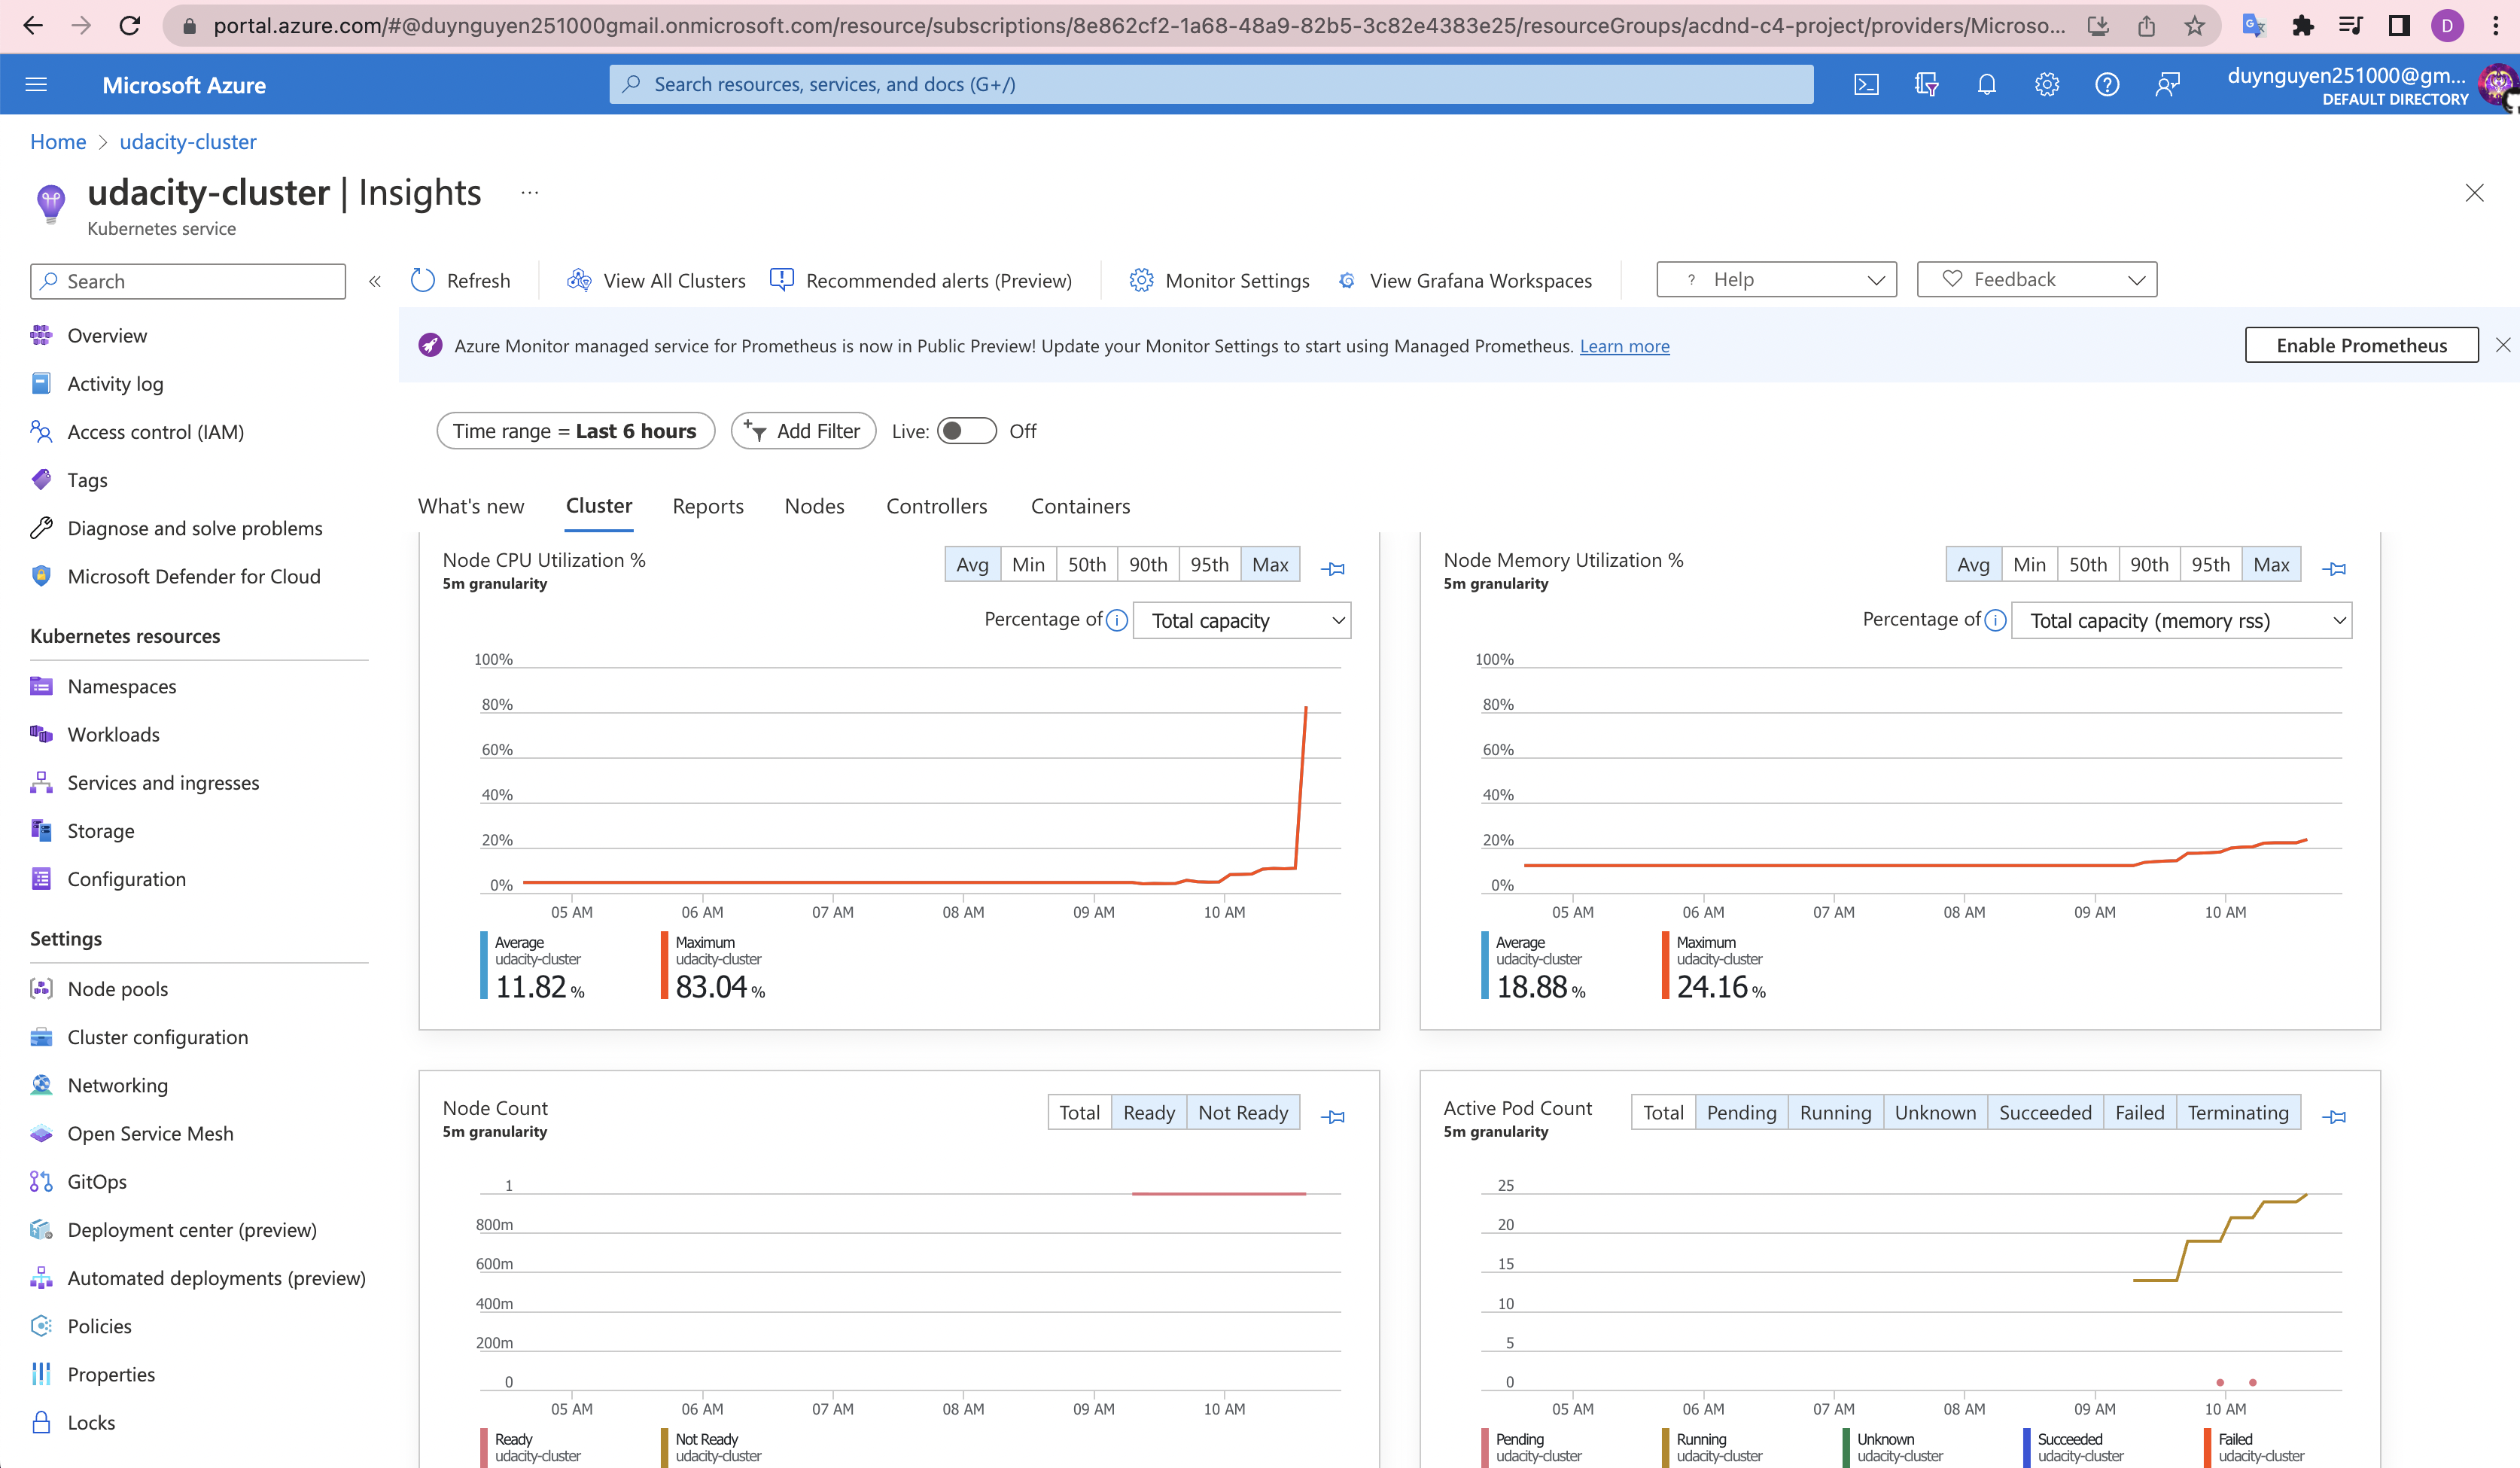 portal.azure.com/#@duynguyen251000gmail.onmicrosoft.com/resource/subscriptions/8e862cf2-1a68-48a9-82b5-3c82e4383e25/resourceGroups/acdnd-c4-project/providers/Microso...
D
Microsoft Azure
Search resources, services, and docs (G+/)
duynguyen251000@gm...
DEFAULT DIRECTORY
Home > udacity-cluster
udacity-cluster | Insights ...
Kubernetes service
Search
«
Refresh
View All Clusters
Recommended alerts (Preview)
Monitor Settings
View Grafana Workspaces
? Help
Feedback
Azure Monitor managed service for Prometheus is now in Public Preview! Update your Monitor Settings to start using Managed Prometheus. Learn more
Enable Prometheus
Time range = Last 6 hours
Add Filter
Live:
Off
What's new
Cluster
Reports
Nodes
Controllers
Containers
Overview
Activity log
Access control (IAM)
Tags
Diagnose and solve problems
Microsoft Defender for Cloud
Kubernetes resources
Namespaces
Workloads
Services and ingresses
Storage
Configuration
Settings
Node pools
Cluster configuration
Networking
Open Service Mesh
GitOps
Deployment center (preview)
Automated deployments (preview)
Policies
Properties
Locks
Node CPU Utilization %
5m granularity
Avg Min 50th 90th 95th Max
Percentage of Total capacity
100%
80%
60%
40%
20%
0%
05 AM 06 AM 07 AM 08 AM 09 AM 10 AM
Average
udacity-cluster
11.82 %
Maximum
udacity-cluster
83.04 %
Node Memory Utilization %
5m granularity
Avg Min 50th 90th 95th Max
Percentage of Total capacity (memory rss)
100%
80%
60%
40%
20%
0%
05 AM 06 AM 07 AM 08 AM 09 AM 10 AM
Average
udacity-cluster
18.88 %
Maximum
udacity-cluster
24.16 %
Node Count
5m granularity
Total Ready Not Ready
1
800m
600m
400m
200m
0
05 AM 06 AM 07 AM 08 AM 09 AM 10 AM
Ready
udacity-cluster
Not Ready
udacity-cluster
Active Pod Count
5m granularity
Total Pending Running Unknown Succeeded Failed Terminating
25
20
15
10
5
0
05 AM 06 AM 07 AM 08 AM 09 AM 10 AM
Pending
udacity-cluster
Running
udacity-cluster
Unknown
udacity-cluster
Succeeded
udacity-cluster
Failed
udacity-cluster